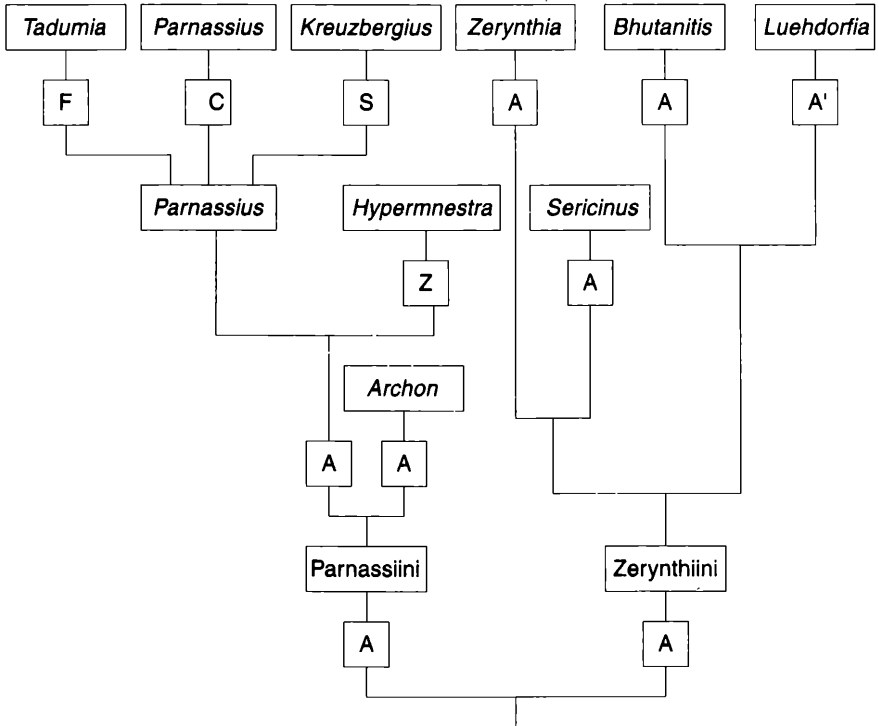 Tadumia Parnassius Kreuzbergius Zerynthia Bhutanitis Luehdorfia
F C S A A A'
Parnassius Hypermnestra Sericinus
Z A
Archon
A A
Parnassiini Zerynthiini
A A